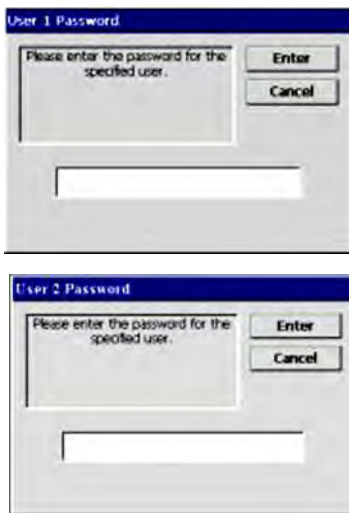 User 1 Password
Please enter the password for the
specified user.
Enter
Cancel
User 2 Password
Please enter the password for the
specified user.
Enter
Cancel